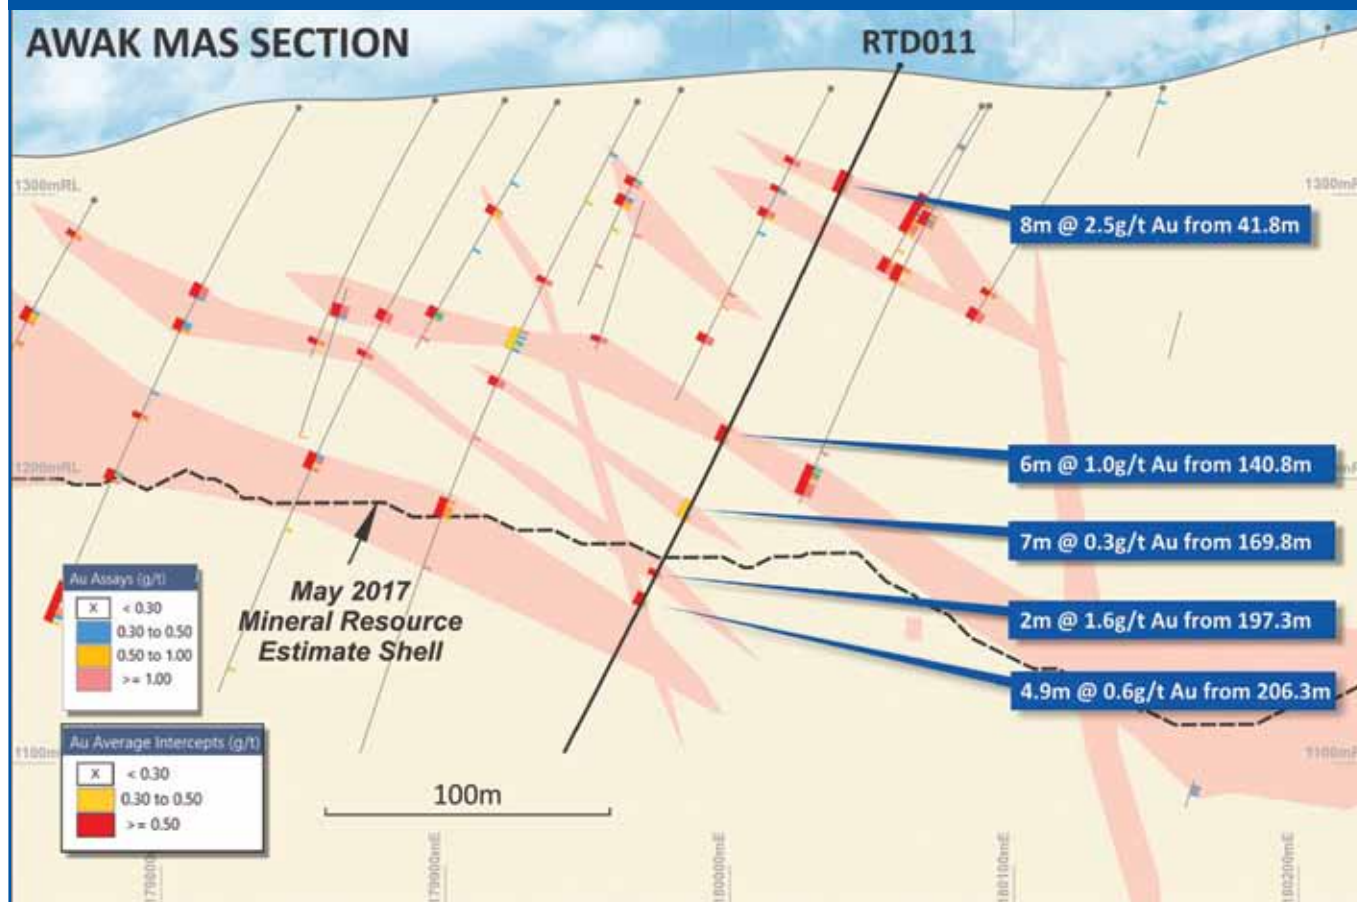 AWAK MAS SECTION
RTD011
1300mRL
8m @ 2.5g/t Au from 41.8m
1200mRL
6m @ 1.0g/t Au from 140.8m
7m @ 0.3g/t Au from 169.8m
May 2017
Mineral Resource
Estimate Shell
2m @ 1.6g/t Au from 197.3m
4.9m @ 0.6g/t Au from 206.3m
Au Assays (g/t)
X < 0.30
0.30 to 0.50
0.50 to 1.00
>= 1.00
Au Average Intercepts (g/t)
X < 0.30
0.30 to 0.50
>= 0.50
100m
179900mE
180000mE
180100mE
180200mE